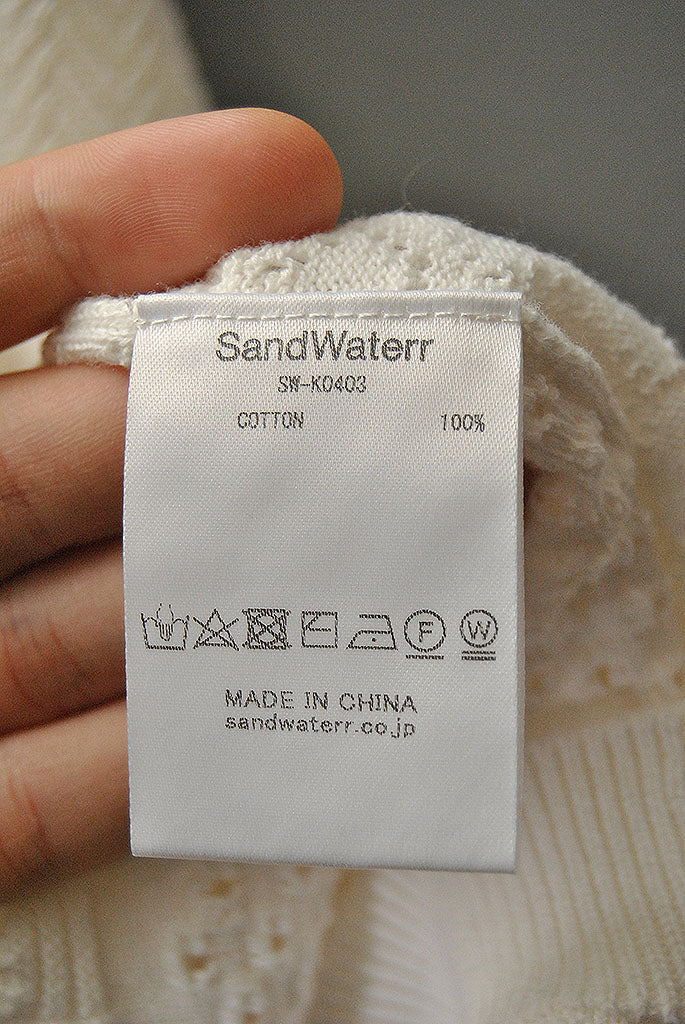 SandWaterr
SW-K0403
COTTON 100%
F W
MADE IN CHINA
sandwaterr.co.jp